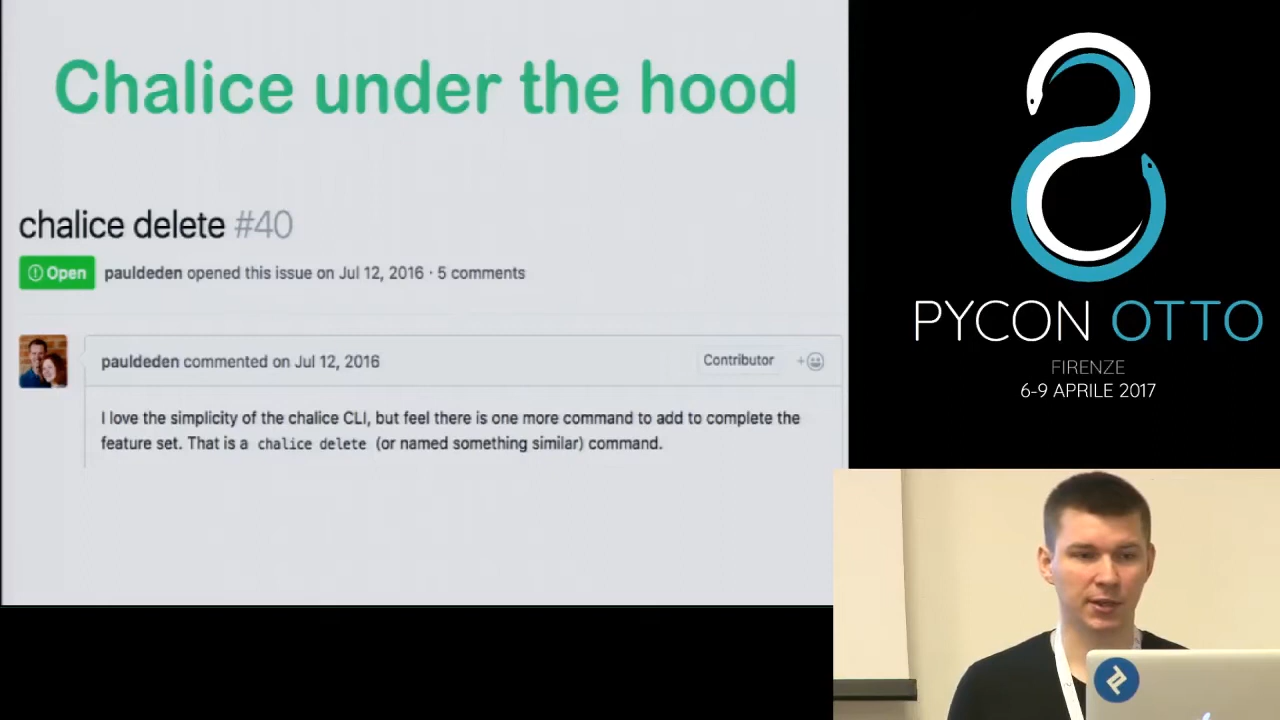 Chalice under the hood
chalice delete #40
Open pauldeden opened this issue on Jul 12, 2016 · 5 comments
pauldeden commented on Jul 12, 2016 Contributor +
I love the simplicity of the chalice CLI, but feel there is one more command to add to complete the
feature set. That is a chalice delete (or named something similar) command.
PYCON OTTO
FIRENZE
6-9 APRILE 2017